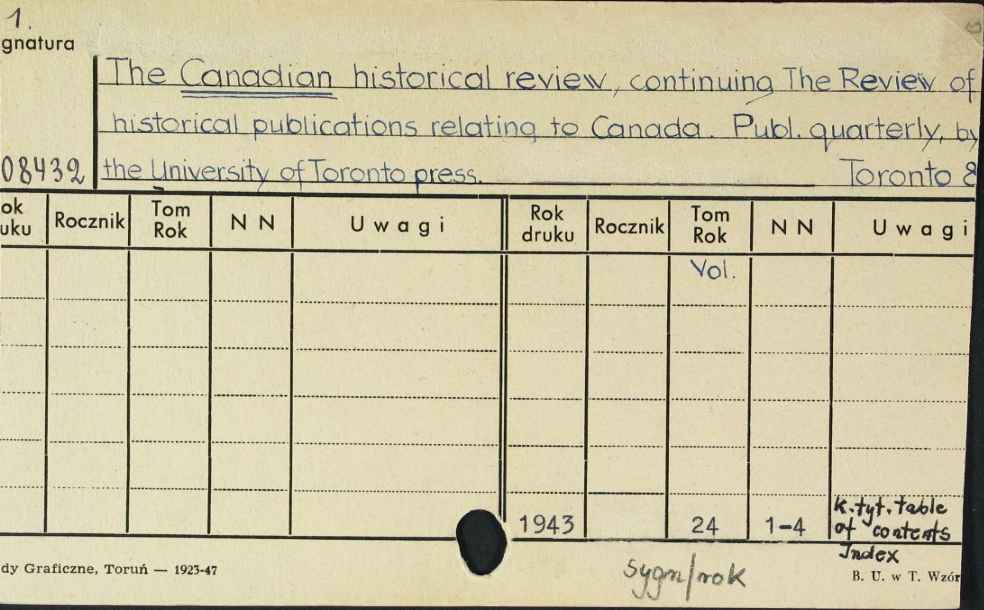 1.
gnatura
The Canadian historical review, continuing The Review of
historical publications relating to Canada. Publ. quarterly, by
08432 the University of Toronto press. Toronto 8
ok uku Rocznik Tom Rok N N Uwagi Rok druku Rocznik Tom Rok N N Uwagi
Vol.
1943 24 1-4 k.tyt. table of contents Index
dy Graficzne, Toruń — 1923-47 sygn/rok B. U. w T. Wzór